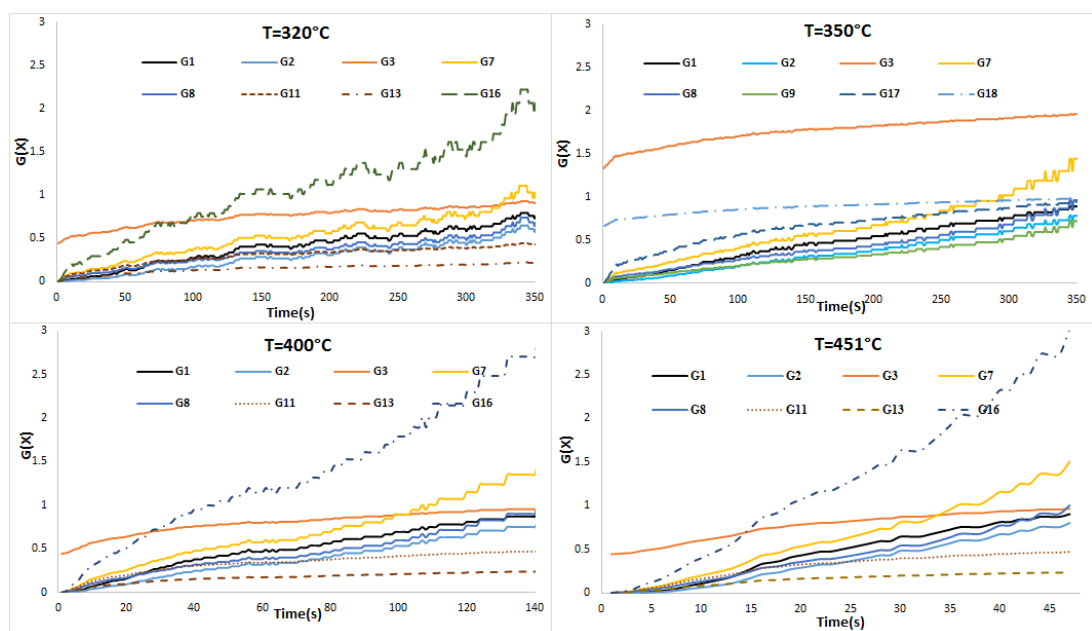 T=320°C
G1 G2 G3 G7
G8 G11 G13 G16
G(X)
3
2.5
2
1.5
1
0.5
0
0 50 100 150 200 250 300 350
Time(s)
T=350°C
G1 G2 G3 G7
G8 G9 G17 G18
G(X)
3
2.5
2
1.5
1
0.5
0
0 50 100 150 200 250 300 350
Time(s)
T=400°C
G1 G2 G3 G7
G8 G11 G13 G16
G(X)
3
2.5
2
1.5
1
0.5
0
0 20 40 60 80 100 120 140
Time(s)
T=451°C
G1 G2 G3 G7
G8 G11 G13 G16
G(X)
3
2.5
2
1.5
1
0.5
0
0 5 10 15 20 25 30 35 40 45
Time(s)